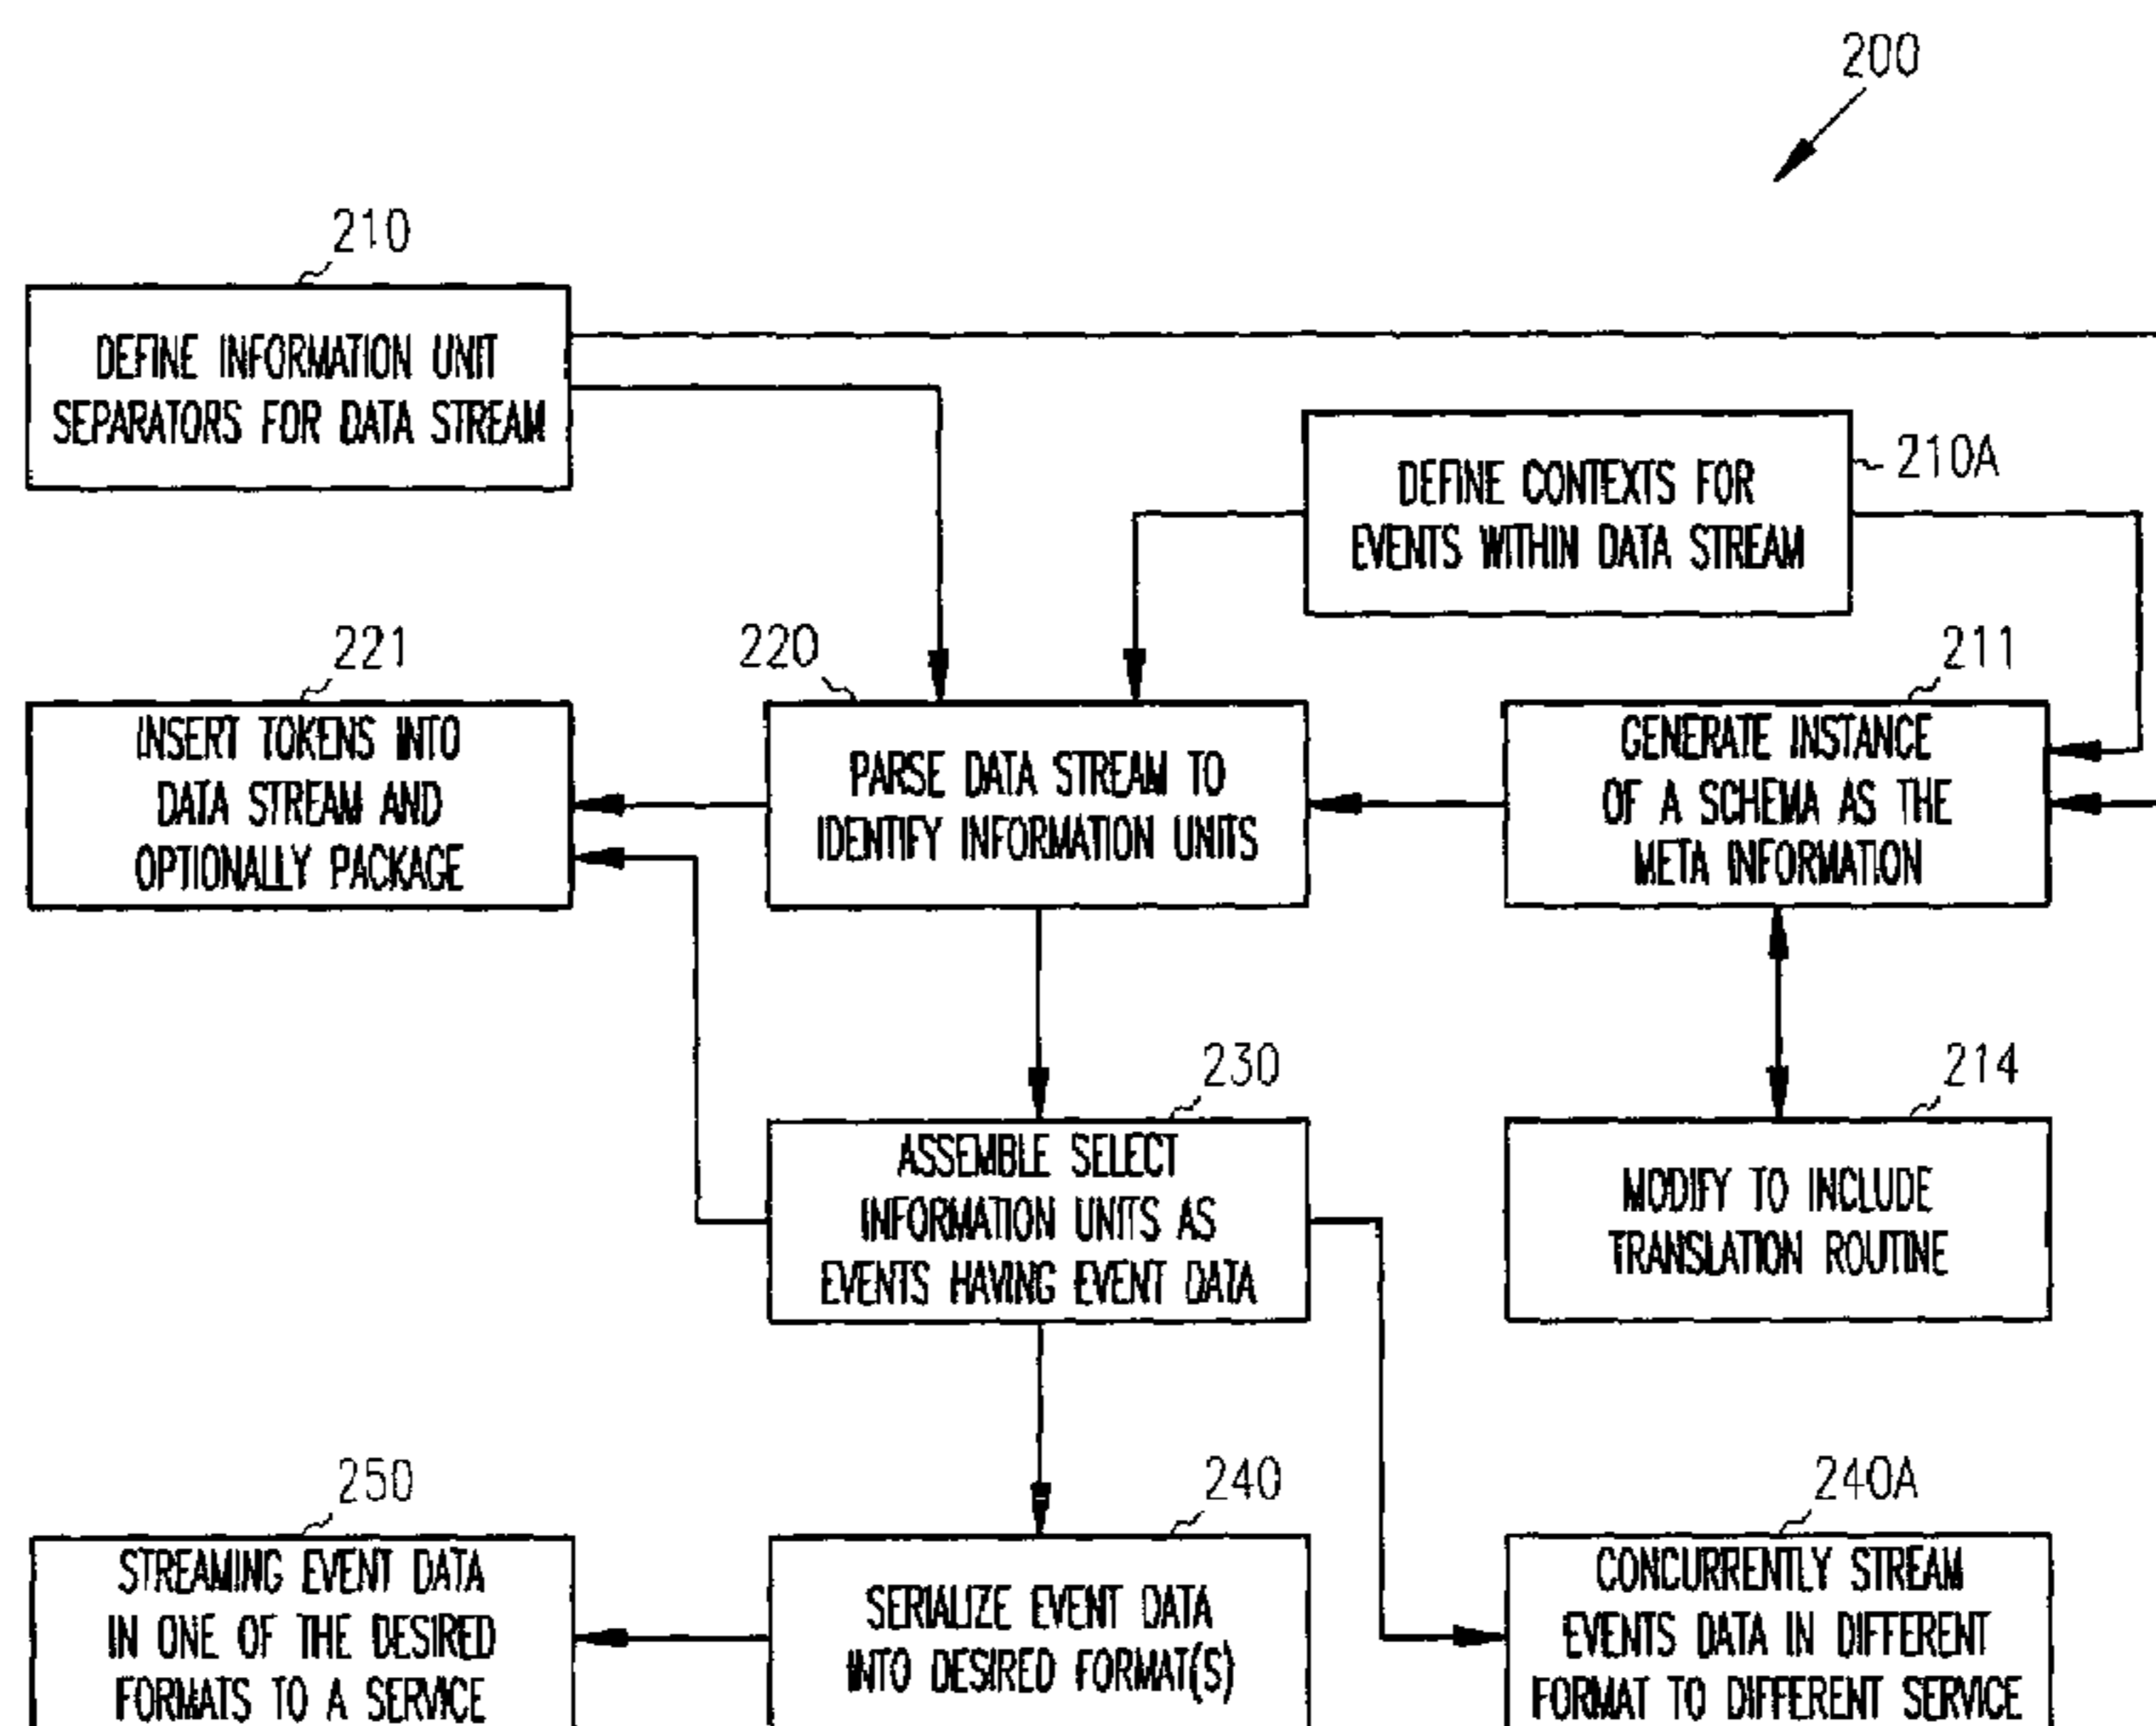 200
210
DEFINE INFORMATION UNIT
SEPARATORS FOR DATA STREAM
210A
DEFINE CONTEXTS FOR
EVENTS WITHIN DATA STREAM
221
INSERT TOKENS INTO
DATA STREAM AND
OPTIONALLY PACKAGE
220
PARSE DATA STREAM TO
IDENTIFY INFORMATION UNITS
211
GENERATE INSTANCE
OF A SCHEMA AS THE
META INFORMATION
230
ASSEMBLE SELECT
INFORMATION UNITS AS
EVENTS HAVING EVENT DATA
214
MODIFY TO INCLUDE
TRANSLATION ROUTINE
250
STREAMING EVENT DATA
IN ONE OF THE DESIRED
FORMATS TO A SERVICE
240
SERIALIZE EVENT DATA
INTO DESIRED FORMAT(S)
240A
CONCURRENTLY STREAM
EVENTS DATA IN DIFFERENT
FORMAT TO DIFFERENT SERVICE